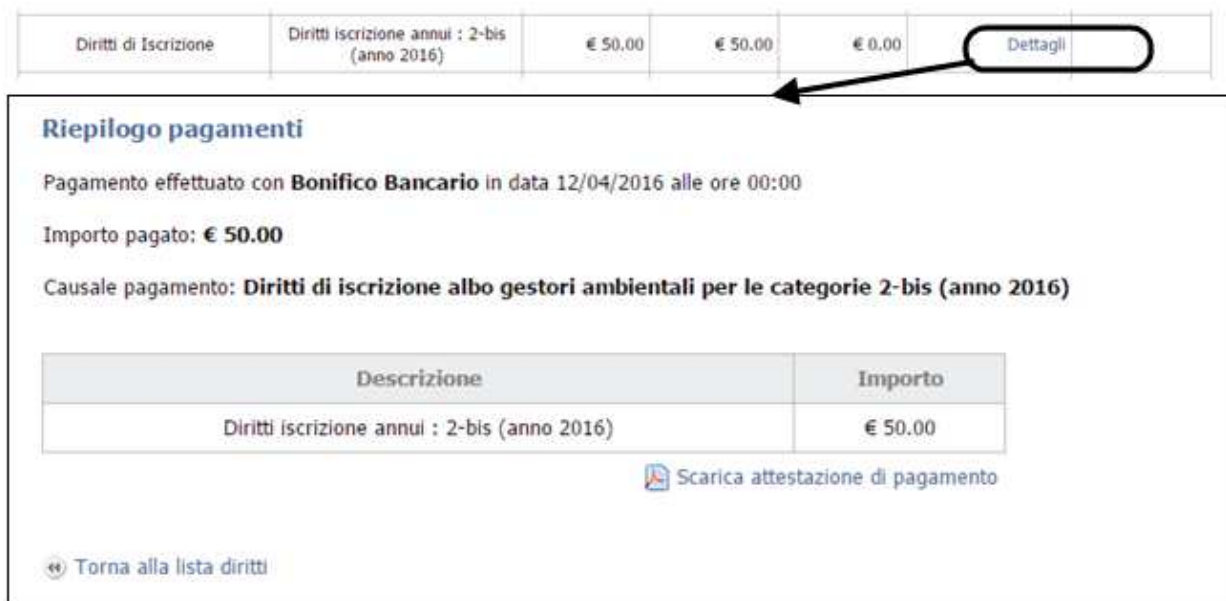 Diritti di Iscrizione
Diritti iscrizione annui : 2-bis
(anno 2016)
€ 50.00
€ 50.00
€ 0.00
Dettagli
Riepilogo pagamenti
Pagamento effettuato con Bonifico Bancario in data 12/04/2016 alle ore 00:00
Importo pagato: € 50.00
Causale pagamento: Diritti di iscrizione albo gestori ambientali per le categorie 2-bis (anno 2016)
Descrizione Importo
Diritti iscrizione annui : 2-bis (anno 2016) € 50.00
Scarica attestazione di pagamento
Torna alla lista diritti